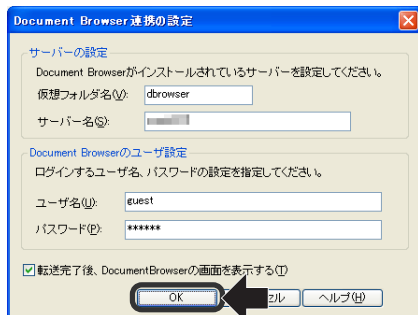 Document Browser連携の設定
サーバーの設定
Document Browserがインストールされているサーバーを設定してください。
仮想フォルダ名(V): dbrowser
サーバー名(S):
Document Browserのユーザ設定
ログインするユーザ名、パスワードの設定を指定してください。
ユーザ名(U): guest
パスワード(P): ******
転送完了後、DocumentBrowserの画面を表示する(T)
OK ヘルプ(H)